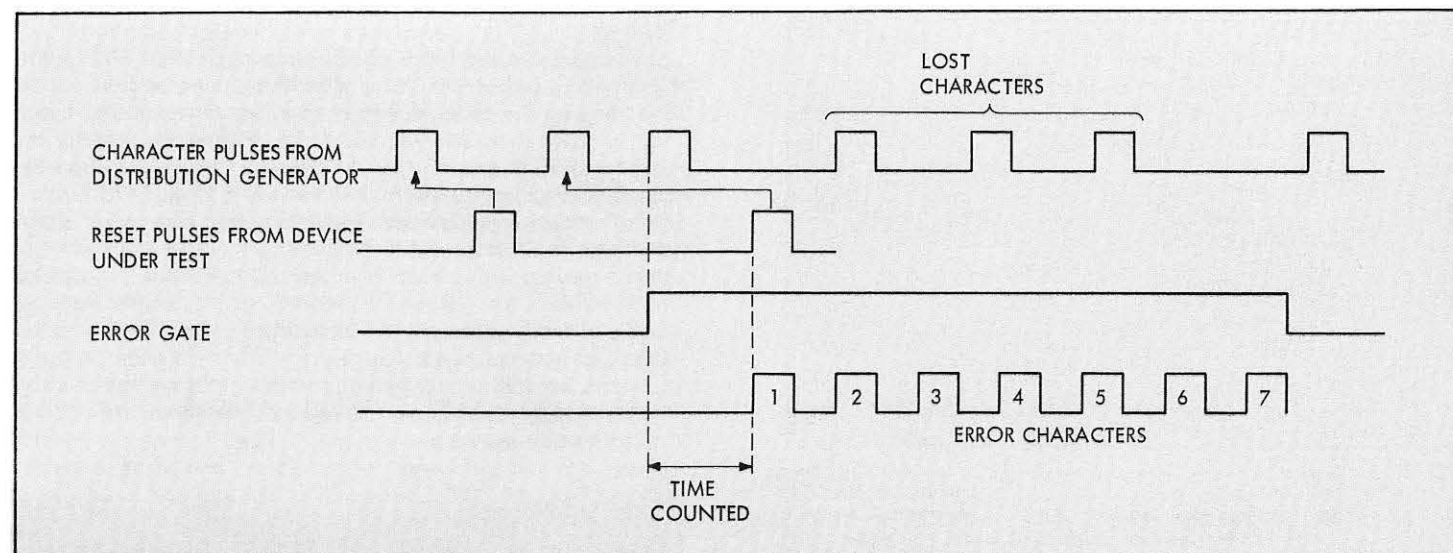 LOST
CHARACTERS
CHARACTER PULSES FROM
DISTRIBUTION GENERATOR
RESET PULSES FROM DEVICE
UNDER TEST
ERROR GATE
1 2 3 4 5 6 7
ERROR CHARACTERS
TIME
COUNTED